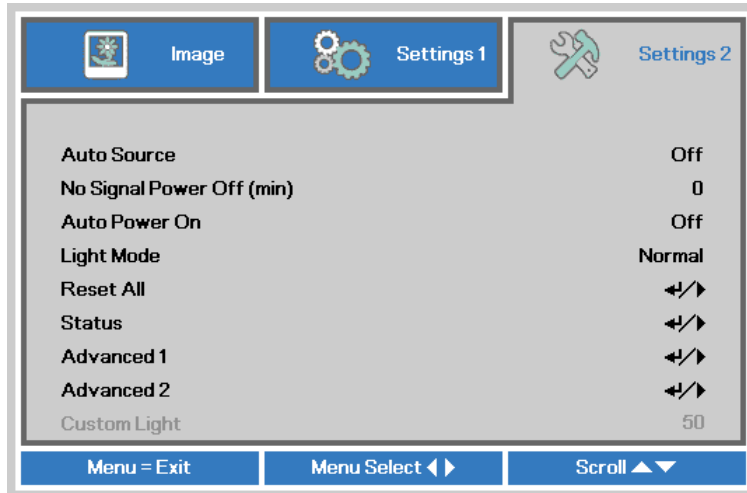 Image Settings 1 Settings 2
Auto Source Off
No Signal Power Off (min) 0
Auto Power On Off
Light Mode Normal
Reset All ↵/▶
Status ↵/▶
Advanced 1 ↵/▶
Advanced 2 ↵/▶
Custom Light 50
Menu = Exit Menu Select ◀ ▶ Scroll ▲▼